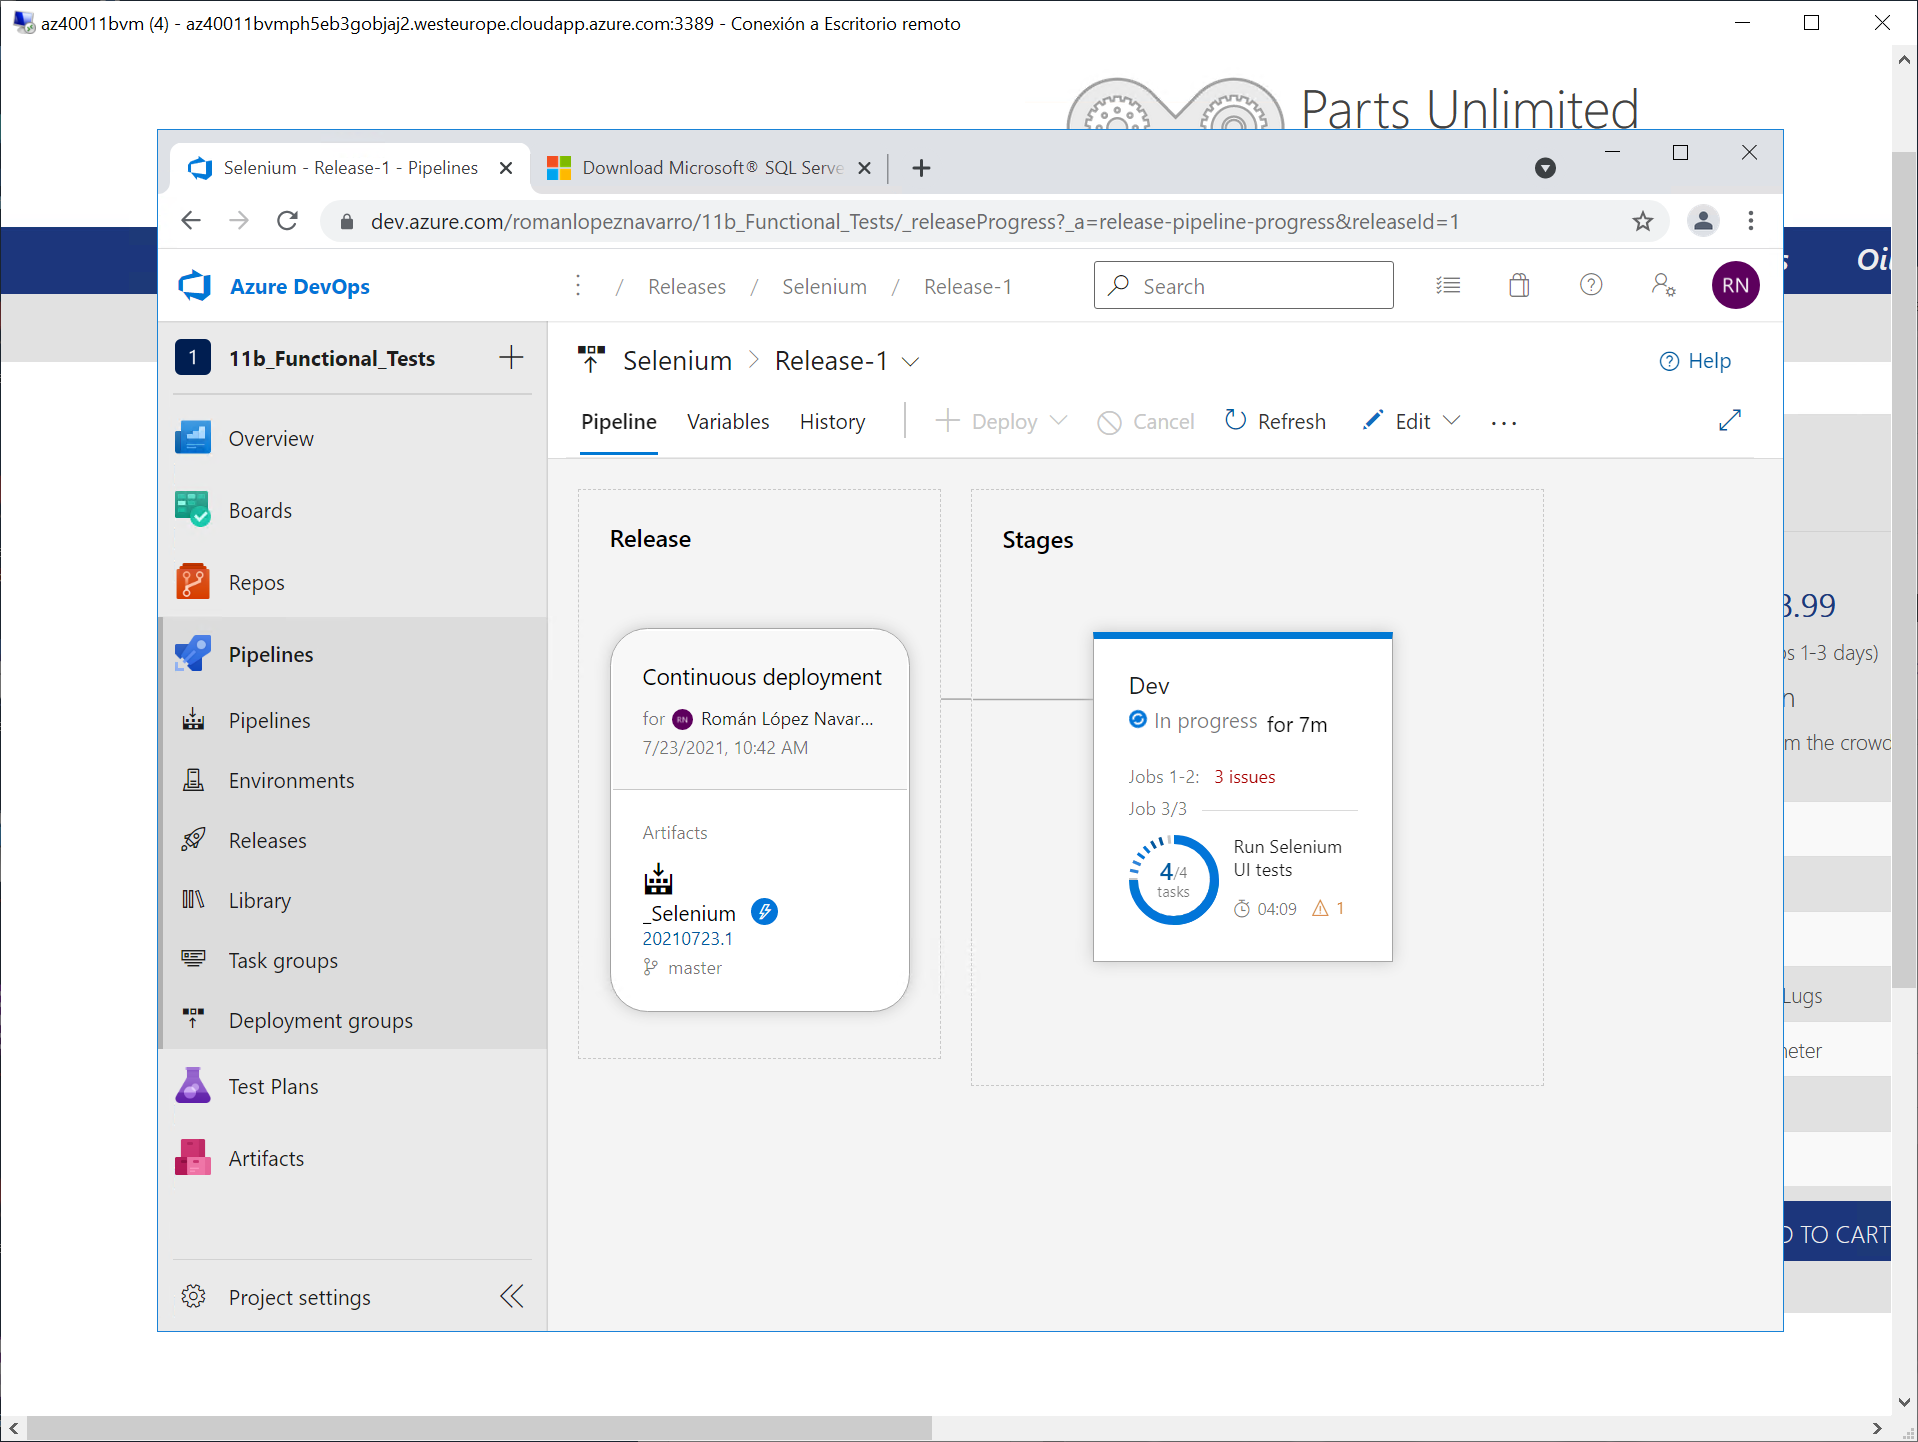 az40011bvm (4) - az40011bvmph5eb3gobjaj2.westeurope.cloudapp.azure.com:3389 - Conexión a Escritorio remoto
Parts Unlimited
Selenium - Release-1 - Pipelines
Download Microsoft® SQL Serve
dev.azure.com/romanlopeznavarro/11b_Functional_Tests/_releaseProgress?_a=release-pipeline-progress&releaseId=1
Azure DevOps
/ Releases / Selenium / Release-1
Search
RN
1 11b_Functional_Tests
Overview
Boards
Repos
Pipelines
Pipelines
Environments
Releases
Library
Task groups
Deployment groups
Test Plans
Artifacts
Project settings
Selenium > Release-1
Help
Pipeline Variables History Deploy Cancel Refresh Edit ...
Release
Continuous deployment
for RN Román López Navar...
7/23/2021, 10:42 AM
Artifacts
_Selenium
20210723.1
master
Stages
Dev
In progress for 7m
Jobs 1-2: 3 issues
Job 3/3
4/4
tasks
Run Selenium
UI tests
04:09 1
s Oil
3.99
s 1-3 days)
n
m the crowd
Lugs
neter
D TO CART